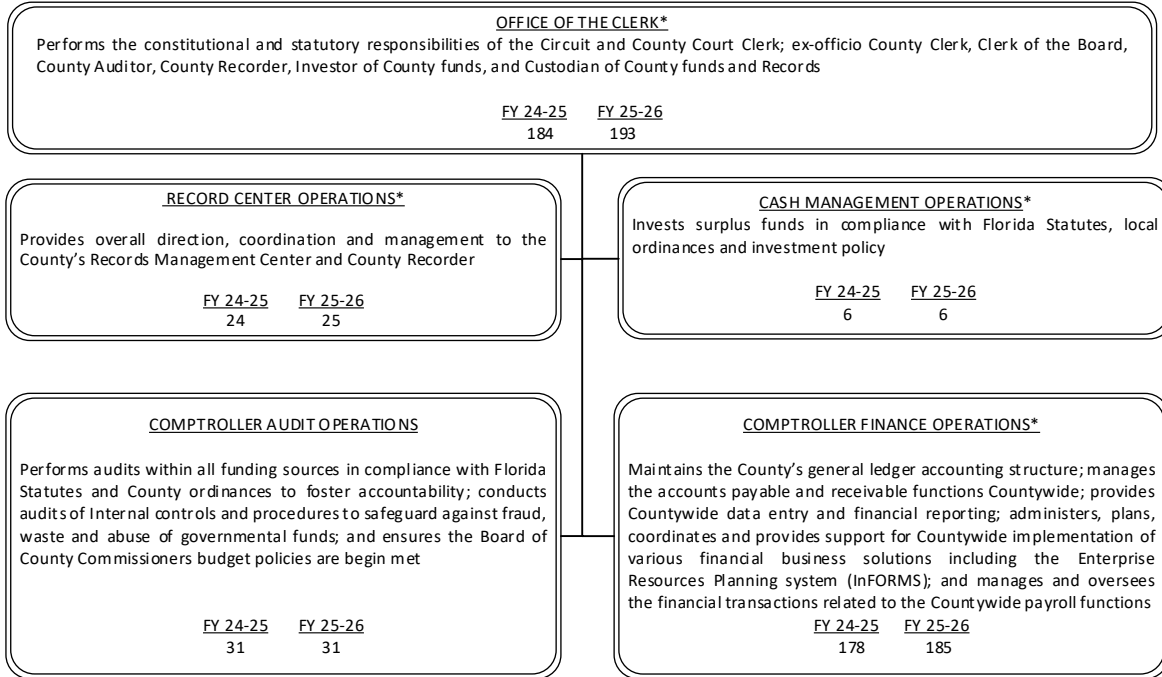 OFFICE OF THE CLERK*
Performs the constitutional and statutory responsibilities of the Circuit and County Court Clerk; ex-officio County Clerk, Clerk of the Board,
County Auditor, County Recorder, Investor of County funds, and Custodian of County funds and Records
FY 24-25 FY 25-26
184 193
RECORD CENTER OPERATIONS*
Provides overall direction, coordination and management to the
County's Records Management Center and County Recorder
FY 24-25 FY 25-26
24 25
CASH MANAGEMENT OPERATIONS*
Invests surplus funds in compliance with Florida Statutes, local
ordinances and investment policy
FY 24-25 FY 25-26
6 6
COMPTROLLER AUDIT OPERATIONS
Performs audits within all funding sources in compliance with Florida
Statutes and County ordinances to foster accountability; conducts
audits of Internal controls and procedures to safeguard against fraud,
waste and abuse of governmental funds; and ensures the Board of
County Commissioners budget policies are begin met
FY 24-25 FY 25-26
31 31
COMPTROLLER FINANCE OPERATIONS*
Maintains the County's general ledger accounting structure; manages
the accounts payable and receivable functions Countywide; provides
Countywide data entry and financial reporting; administers, plans,
coordinates and provides support for Countywide implementation of
various financial business solutions including the Enterprise
Resources Planning system (InFORMS); and manages and oversees
the financial transactions related to the Countywide payroll functions
FY 24-25 FY 25-26
178 185